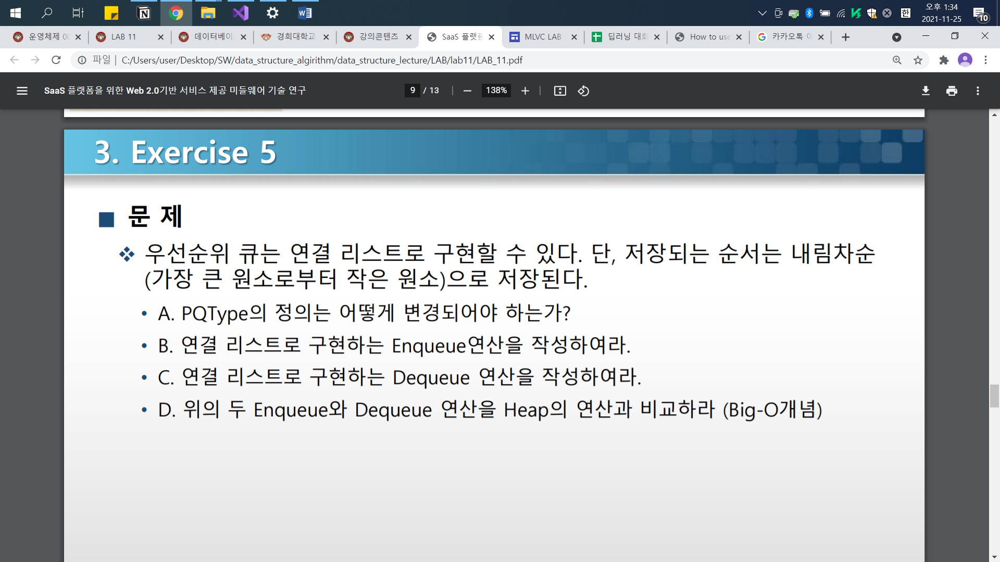 오후 1:34
한
2021-11-25
10
운영체제 00
LAB 11
데이터베이스
경희대학교
강의콘텐츠
SaaS 플랫폼
MLVC LAB
딥러닝 대회
How to use
카카오톡 이
파일 | C:/Users/user/Desktop/SW/data_structure_algirithm/data_structure_lecture/LAB/lab11/LAB_11.pdf
SaaS 플랫폼을 위한 Web 2.0기반 서비스 제공 미들웨어 기술 연구
9 / 13
138%
3. Exercise 5
문 제
우선순위 큐는 연결 리스트로 구현할 수 있다. 단, 저장되는 순서는 내림차순
(가장 큰 원소로부터 작은 원소)으로 저장된다.
• A. PQType의 정의는 어떻게 변경되어야 하는가?
• B. 연결 리스트로 구현하는 Enqueue연산을 작성하여라.
• C. 연결 리스트로 구현하는 Dequeue 연산을 작성하여라.
• D. 위의 두 Enqueue와 Dequeue 연산을 Heap의 연산과 비교하라 (Big-O개념)